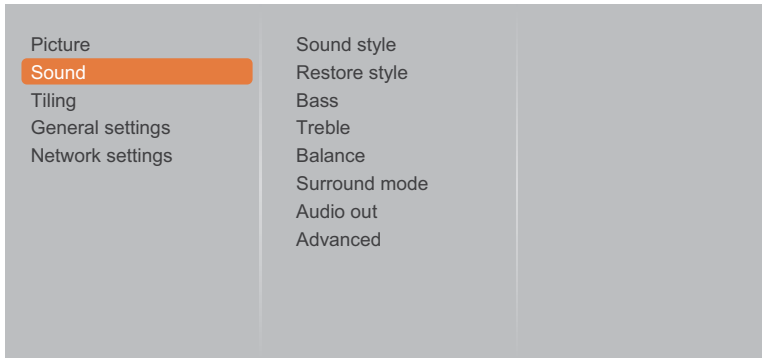 Picture
Sound
Tiling
General settings
Network settings
Sound style
Restore style
Bass
Treble
Balance
Surround mode
Audio out
Advanced